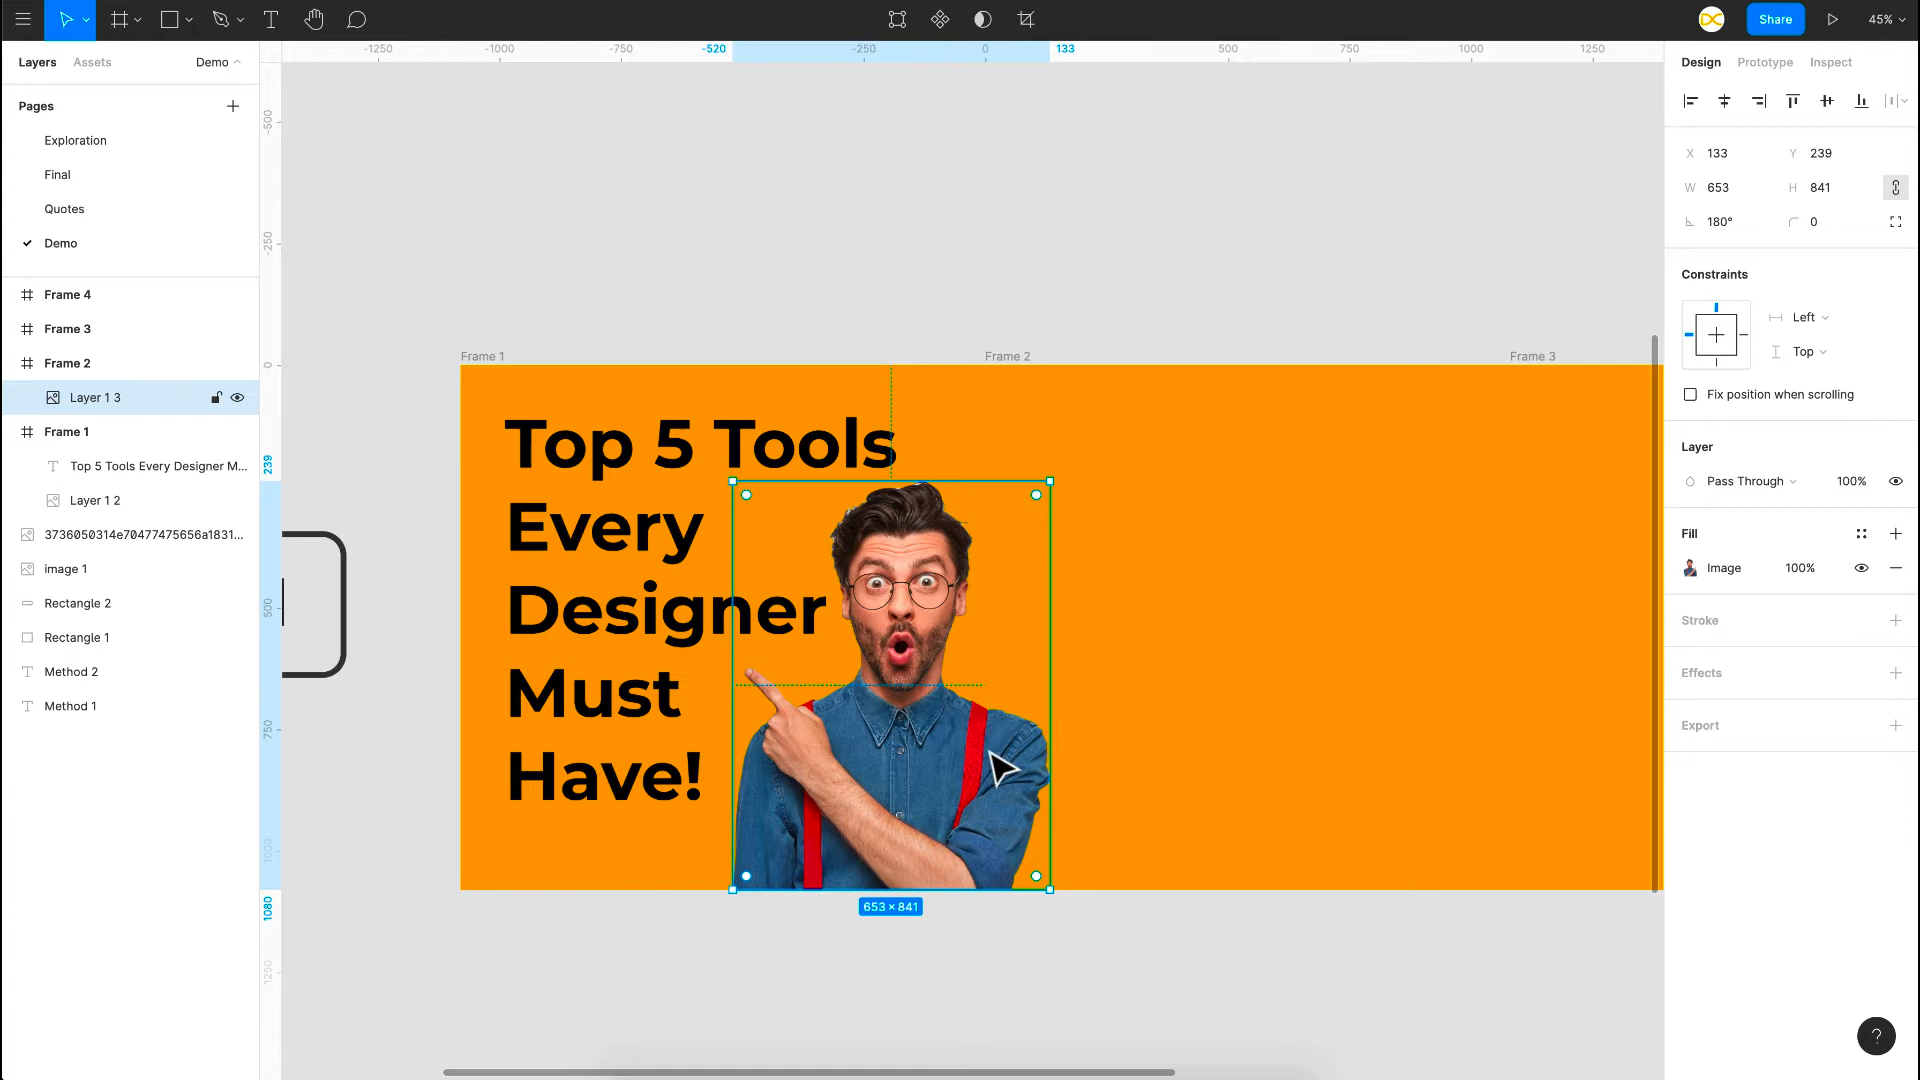 Share
45%
Layers
Assets
Demo
-1250
-1000
-750
-520
-250
0
133
500
750
1000
1250
Design
Prototype
Inspect
Pages
Exploration
Final
Quotes
Demo
Frame 4
Frame 3
Frame 2
Layer 1 3
Frame 1
Top 5 Tools Every Designer M...
Layer 1 2
3736050314e70477475656a1831...
image 1
Rectangle 2
Rectangle 1
Method 2
Method 1
-500
-250
0
239
500
750
1000
1080
1250
Frame 1
Frame 2
Frame 3
Top 5 Tools
Every
Designer
Must
Have!
653 × 841
X 133
Y 239
W 653
H 841
180°
0
Constraints
Left
Top
Fix position when scrolling
Layer
Pass Through
100%
Fill
Image
100%
Stroke
Effects
Export
?